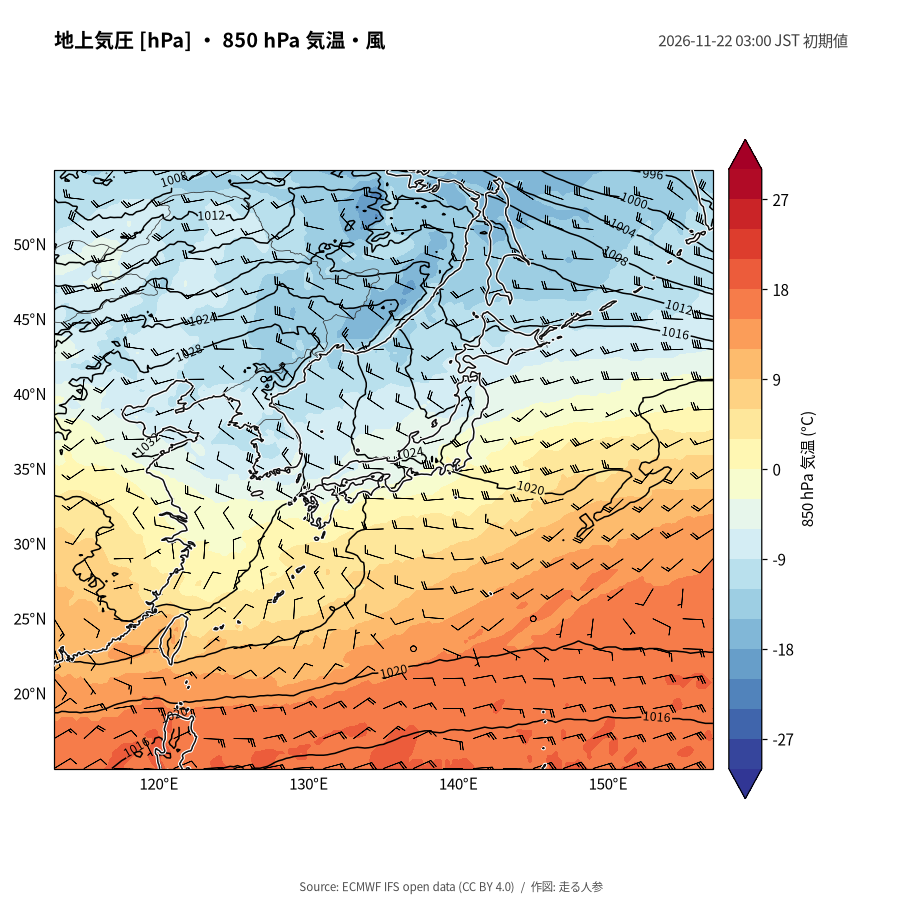 地上気圧 [hPa] ・ 850 hPa 気温・風
2026-11-22 03:00 JST 初期値
1008
996
1012
1000
1004
1008
1012
1016
1024
1028
1032
1024
1020
1020
1020
1016
1016
50°N
45°N
40°N
35°N
30°N
25°N
20°N
120°E
130°E
140°E
150°E
27
18
9
0
-9
-18
-27
850 hPa 気温 (°C)
Source: ECMWF IFS open data (CC BY 4.0) / 作図: 走る人参